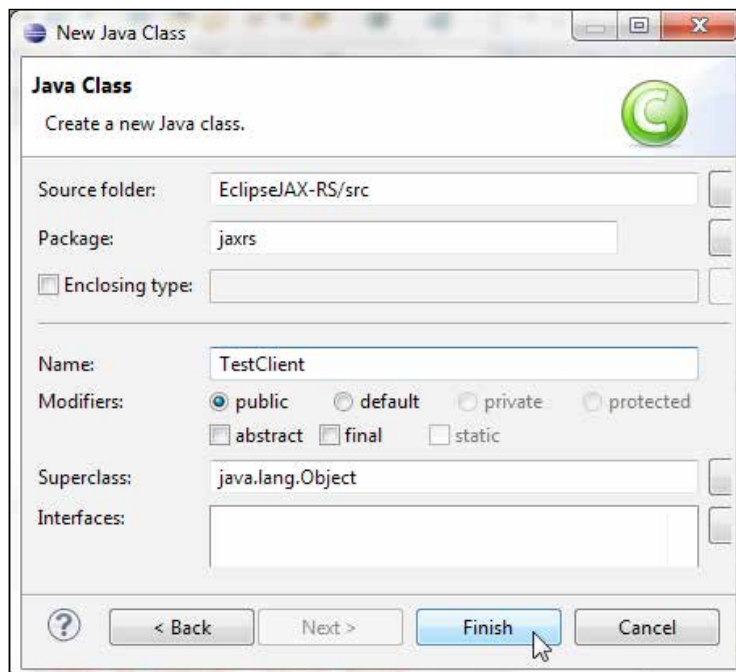 New Java Class
Java Class
Create a new Java class.
Source folder: EclipseJAX-RS/src
Package: jaxrs
Enclosing type:
Name: TestClient
Modifiers: public default private protected
abstract final static
Superclass: java.lang.Object
Interfaces:
? < Back Next > Finish Cancel